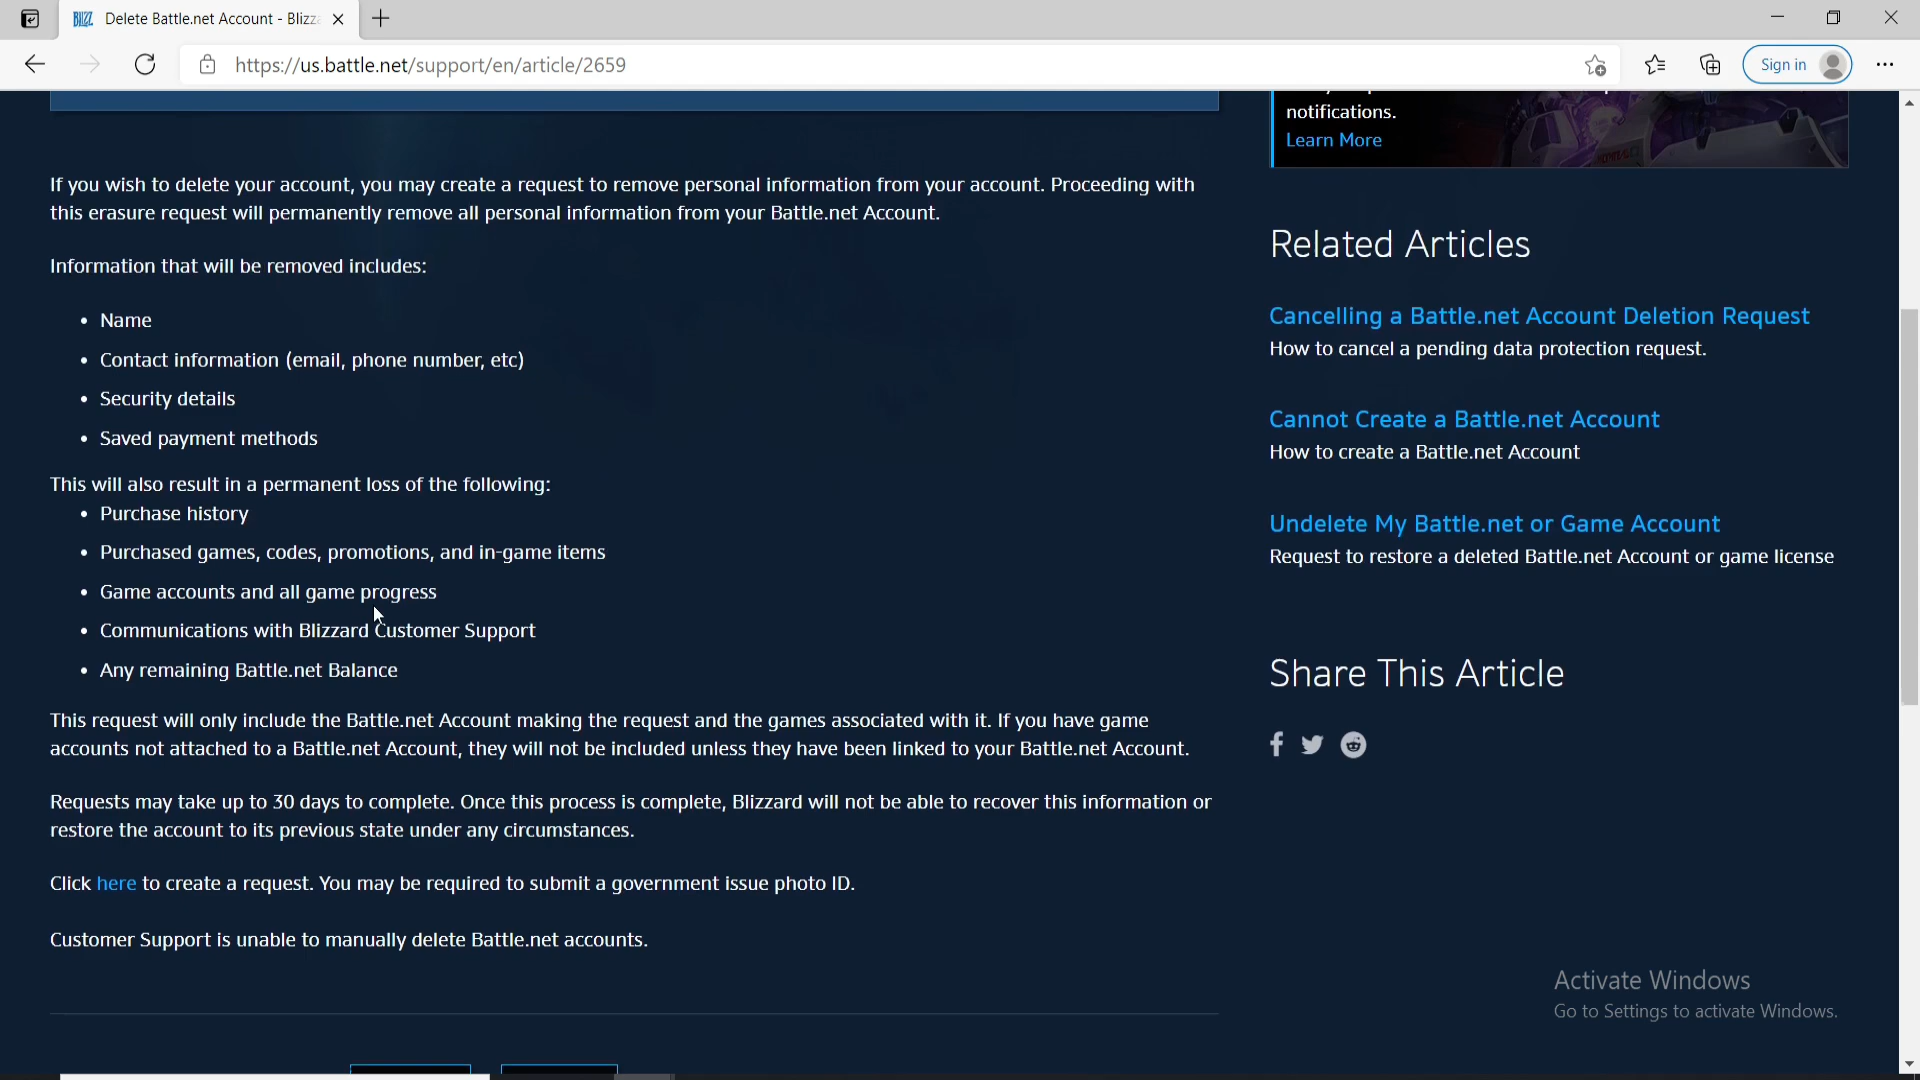 BLIZZ Delete Battle.net Account - Blizz
https://us.battle.net/support/en/article/2659
Sign in
notifications.
Learn More
If you wish to delete your account, you may create a request to remove personal information from your account. Proceeding with
this erasure request will permanently remove all personal information from your Battle.net Account.
Information that will be removed includes:
• Name
• Contact information (email, phone number, etc)
• Security details
• Saved payment methods
This will also result in a permanent loss of the following:
• Purchase history
• Purchased games, codes, promotions, and in-game items
• Game accounts and all game progress
• Communications with Blizzard Customer Support
• Any remaining Battle.net Balance
This request will only include the Battle.net Account making the request and the games associated with it. If you have game
accounts not attached to a Battle.net Account, they will not be included unless they have been linked to your Battle.net Account.
Requests may take up to 30 days to complete. Once this process is complete, Blizzard will not be able to recover this information or
restore the account to its previous state under any circumstances.
Click here to create a request. You may be required to submit a government issue photo ID.
Customer Support is unable to manually delete Battle.net accounts.
Related Articles
Cancelling a Battle.net Account Deletion Request
How to cancel a pending data protection request.
Cannot Create a Battle.net Account
How to create a Battle.net Account
Undelete My Battle.net or Game Account
Request to restore a deleted Battle.net Account or game license
Share This Article
Activate Windows
Go to Settings to activate Windows.